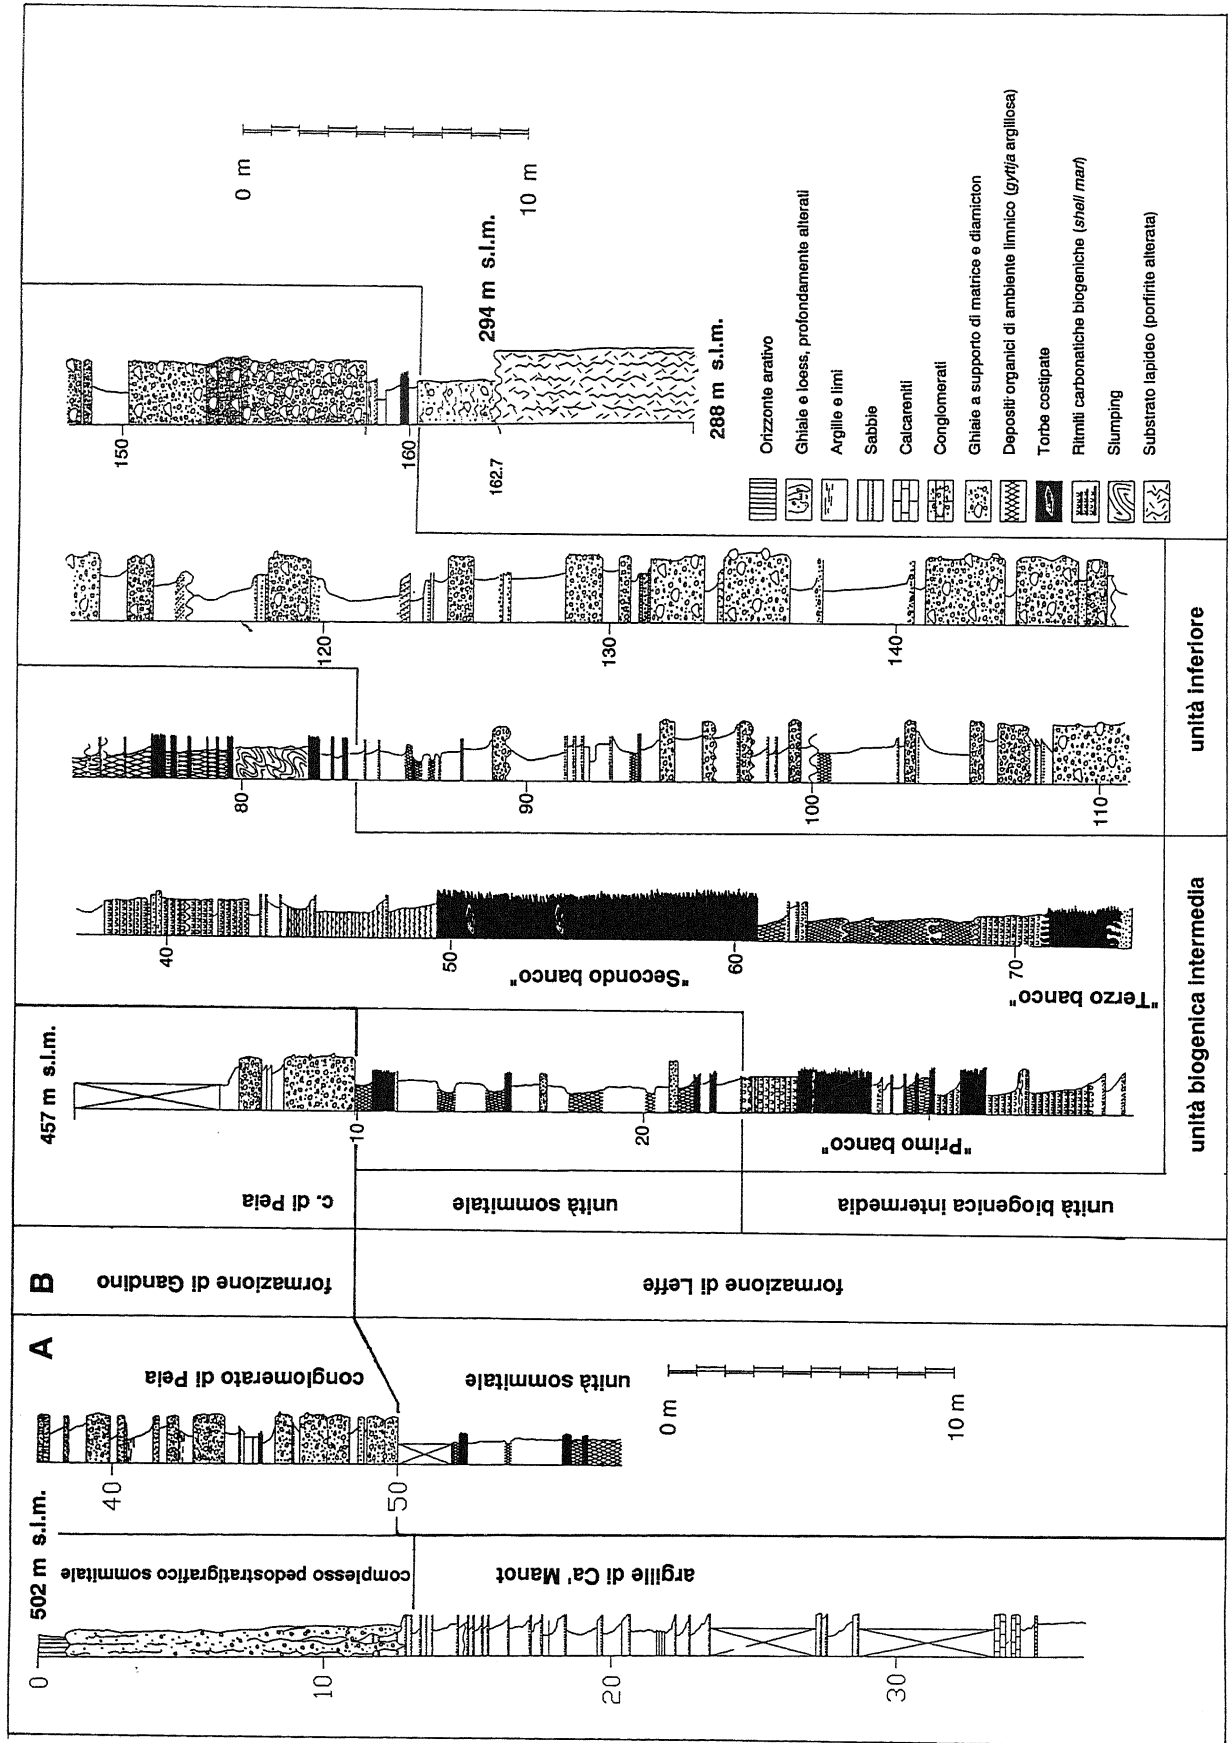 A
502 m s.l.m.
0
10
20
30
complesso pedostratigrafico sommitale
argille di Ca' Manot
40
50
conglomerato di Peia
unità sommitale
0 m
10 m
B
formazione di Gandino
formazione di Leffe
c. di Peia
unità sommitale
unità biogenica intermedia
457 m s.l.m.
10
20
"Primo banco"
40
50
60
70
"Secondo banco"
"Terzo banco"
unità biogenica intermedia
80
90
100
110
120
130
140
unità inferiore
150
160
162.7
294 m s.l.m.
288 m s.l.m.
0 m
10 m
Orizzonte arativo
Ghiaie e loess, profondamente alterati
Argille e limi
Sabbie
Calcareniti
Conglomerati
Ghiaie a supporto di matrice e diamicton
Depositi organici di ambiente limnico (gyttja argillosa)
Torbe costipate
Ritmiti carbonatiche biogeniche (shell marl)
Slumping
Substrato lapideo (porfirite alterata)